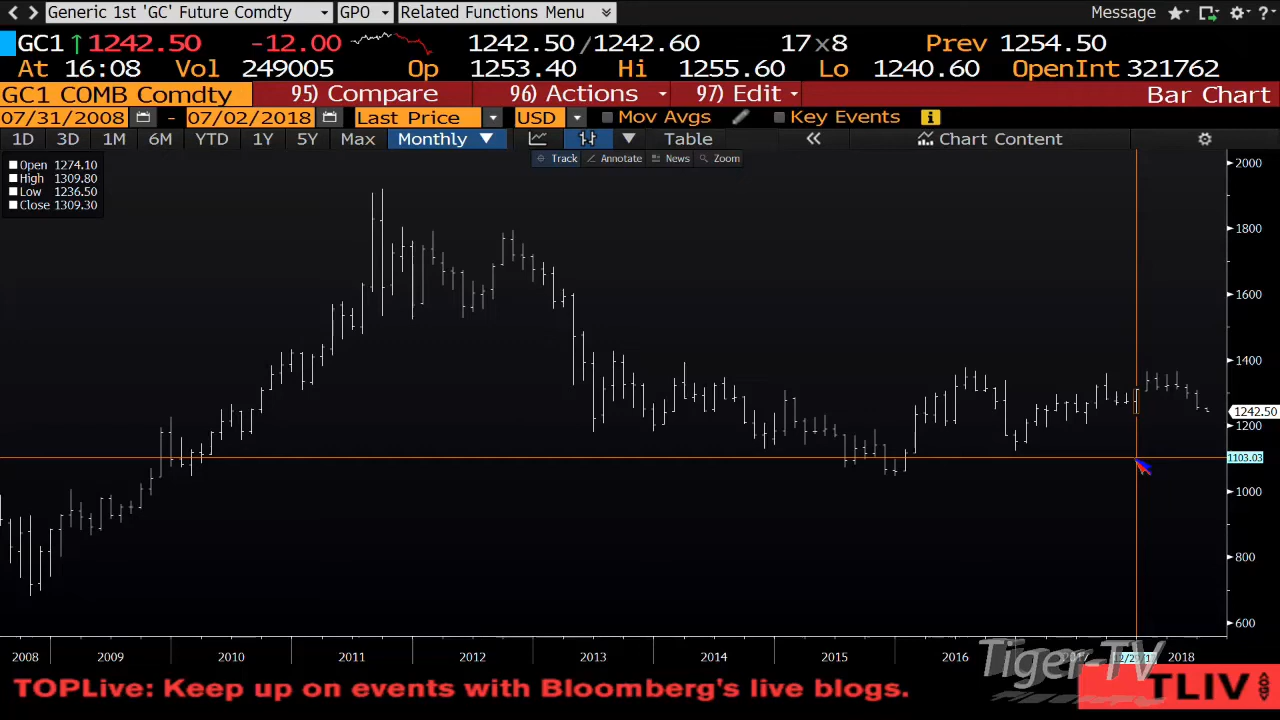 Generic 1st 'GC' Future Comdty GPO Related Functions Menu Message
GC1 1242.50 -12.00 1242.50 /1242.60 17x8 Prev 1254.50
At 16:08 Vol 249005 Op 1253.40 Hi 1255.60 Lo 1240.60 OpenInt 321762
GC1 COMB Comdty 95) Compare 96) Actions 97) Edit Bar Chart
07/31/2008 - 07/02/2018 Last Price USD Mov Avgs Key Events
1D 3D 1M 6M YTD 1Y 5Y Max Monthly Table Chart Content
Track Annotate News Zoom
Open 1274.10
High 1309.80
Low 1236.50
Close 1309.30
2000
1800
1600
1400
1242.50
1200
1103.03
1000
800
600
2008 2009 2010 2011 2012 2013 2014 2015 2016 2018
Tiger-TV
TOPLive: Keep up on events with Bloomberg's live blogs.
TLIV